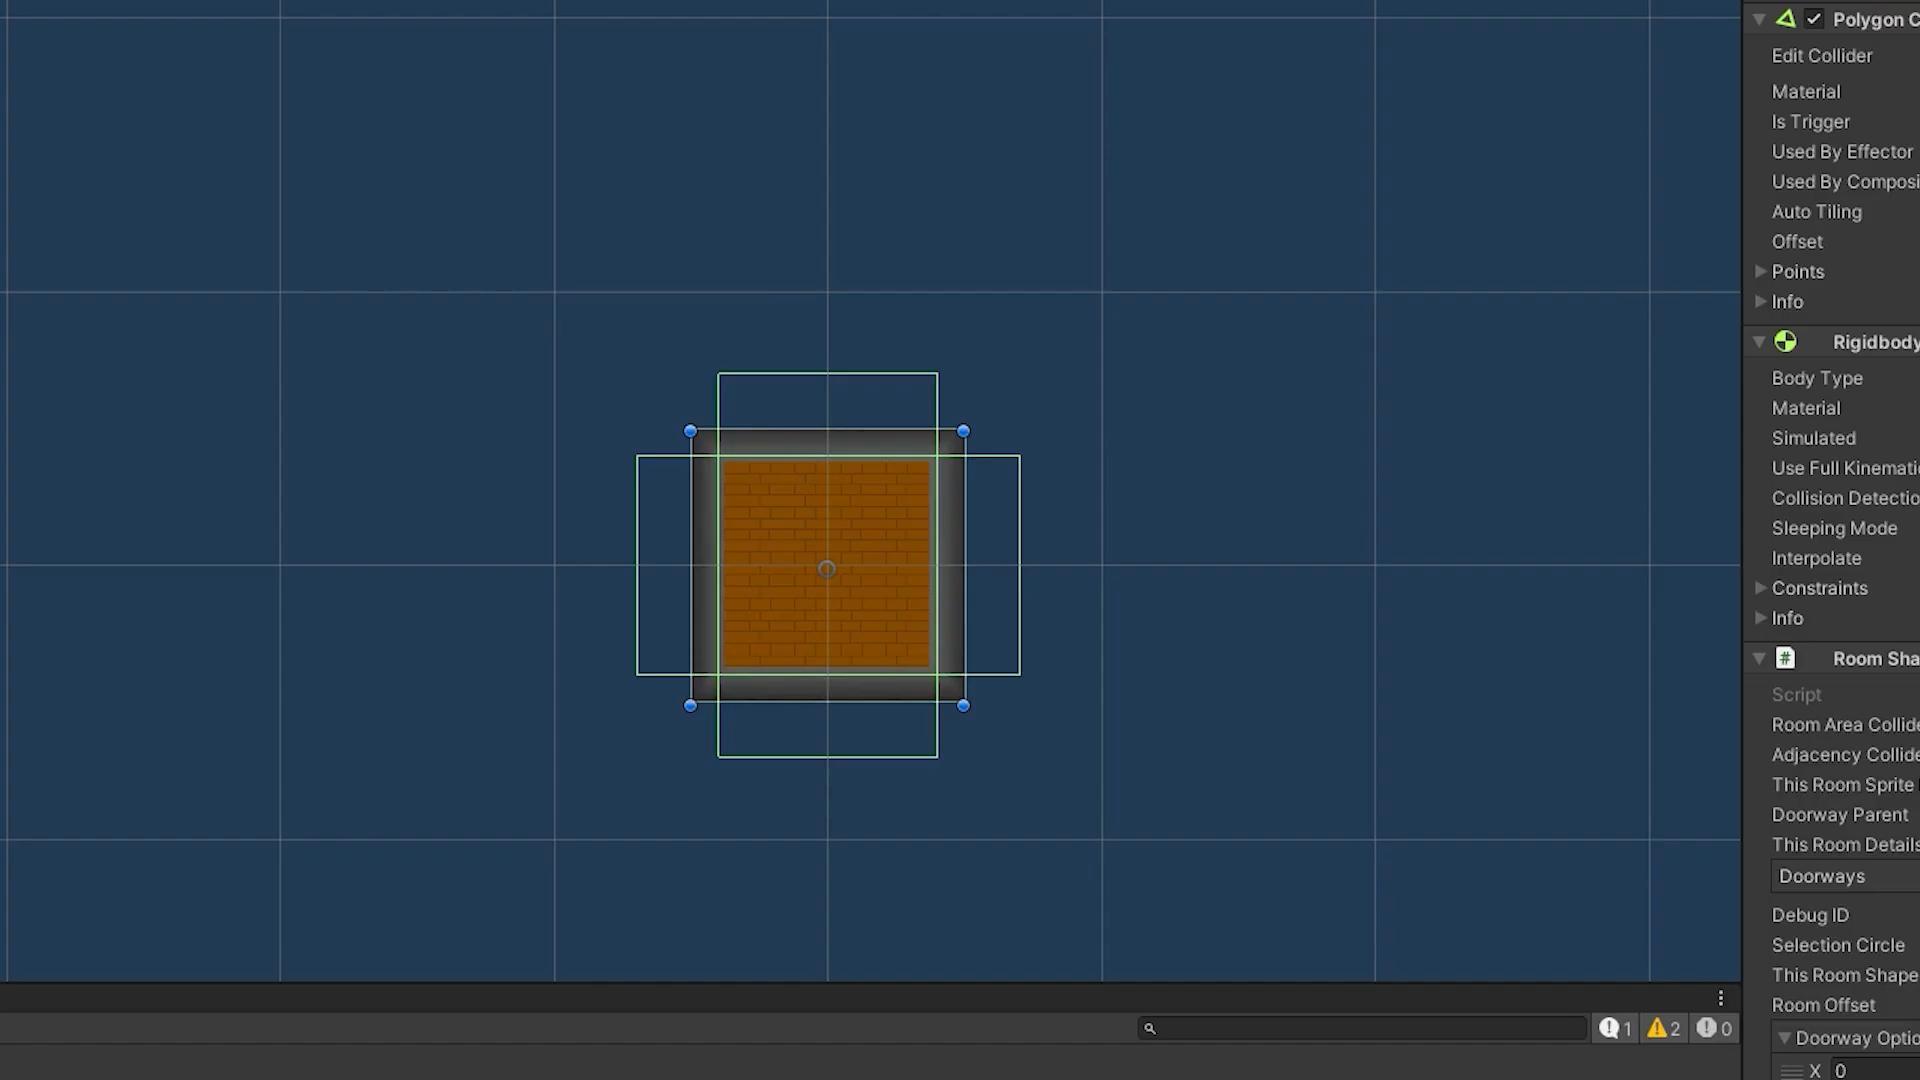 Polygon C
Edit Collider
Material
Is Trigger
Used By Effector
Used By Composi
Auto Tiling
Offset
Points
Info
Rigidbody
Body Type
Material
Simulated
Use Full Kinemati
Collision Detectio
Sleeping Mode
Interpolate
Constraints
Info
Room Sha
Script
Room Area Collide
Adjacency Collide
This Room Sprite
Doorway Parent
This Room Details
Doorways
Debug ID
Selection Circle
This Room Shape
Room Offset
1 2 0
Doorway Optio
X 0